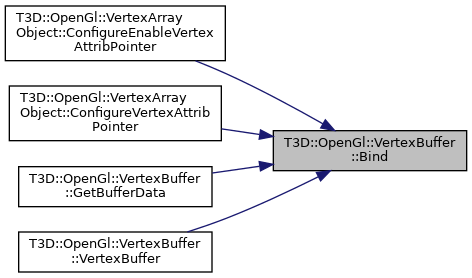 T3D::OpenGl::VertexArray
Object::ConfigureEnableVertex
AttribPointer
T3D::OpenGl::VertexArray
Object::ConfigureVertexAttrib
Pointer
T3D::OpenGl::VertexBuffer
::Bind
T3D::OpenGl::VertexBuffer
::GetBufferData
T3D::OpenGl::VertexBuffer
::VertexBuffer